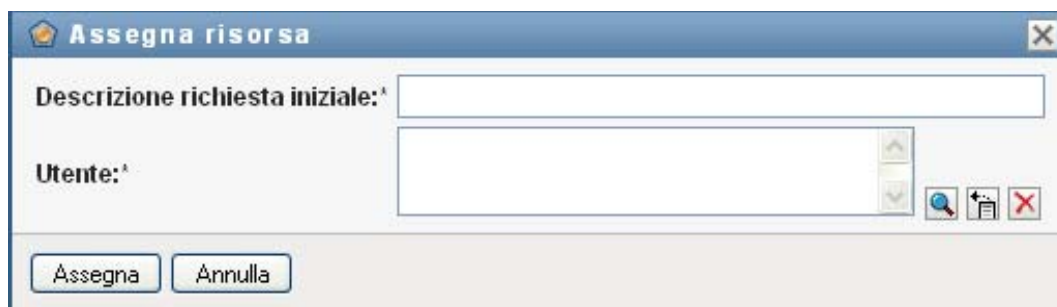 Assegna risorsa
Descrizione richiesta iniziale:*
Utente:*
Assegna Annulla